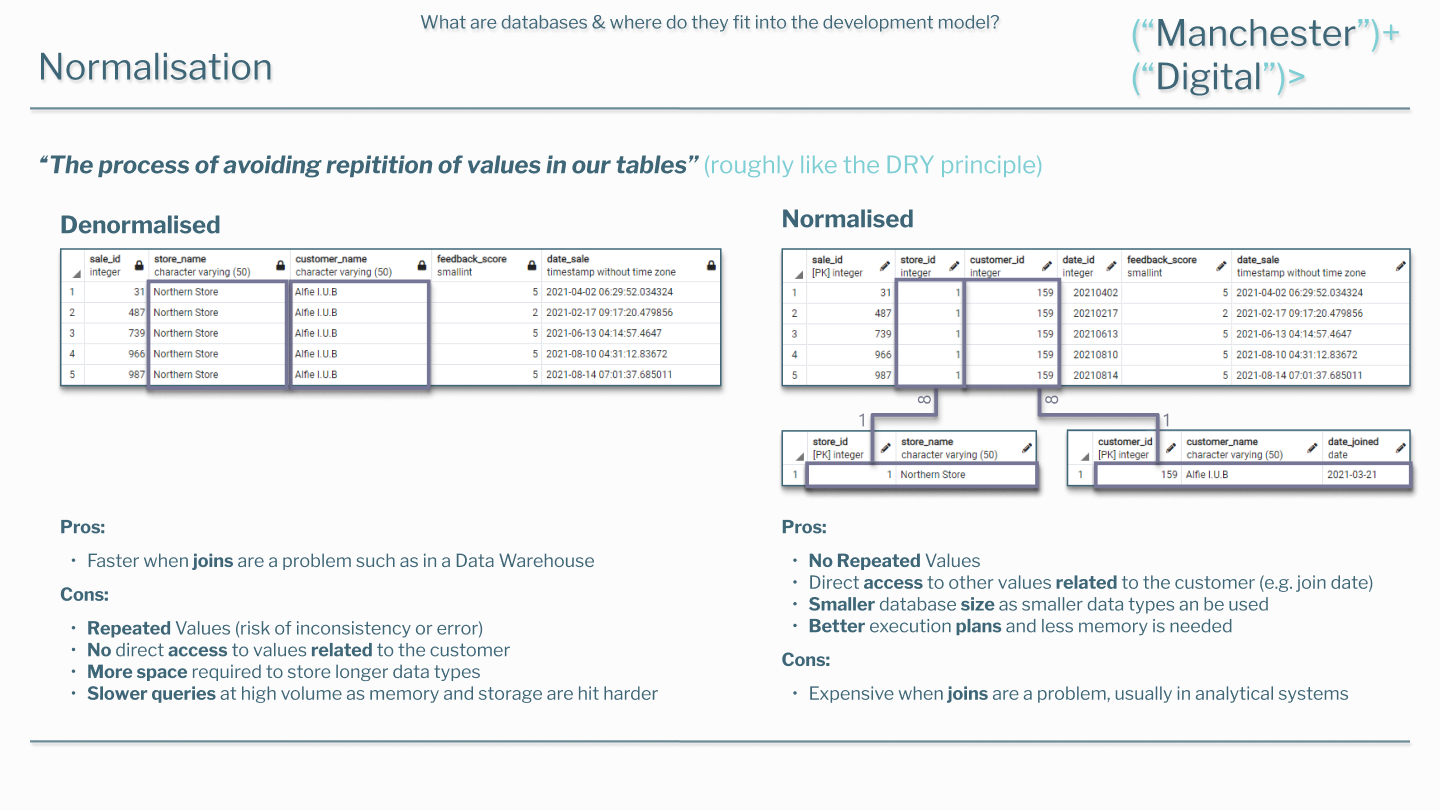 What are databases & where do they fit into the development model?
(“Manchester”)+
(“Digital”)>
Normalisation
“The process of avoiding repitition of values in our tables” (roughly like the DRY principle)
Denormalised
sale_id store_name customer_name feedback_score date_sale
integer character varying (50) character varying (50) smallint timestamp without time zone
1 31 Northern Store Alfie I.U.B 5 2021-04-02 06:29:52.034324
2 487 Northern Store Alfie I.U.B 2 2021-02-17 09:17:20.479856
3 739 Northern Store Alfie I.U.B 5 2021-06-13 04:14:57.4647
4 966 Northern Store Alfie I.U.B 5 2021-08-10 04:31:12.83672
5 987 Northern Store Alfie I.U.B 5 2021-08-14 07:01:37.685011
Pros:
• Faster when joins are a problem such as in a Data Warehouse
Cons:
• Repeated Values (risk of inconsistency or error)
• No direct access to values related to the customer
• More space required to store longer data types
• Slower queries at high volume as memory and storage are hit harder
Normalised
sale_id store_id customer_id date_id feedback_score date_sale
[PK] integer integer integer integer smallint timestamp without time zone
1 31 1 159 20210402 5 2021-04-02 06:29:52.034324
2 487 1 159 20210217 2 2021-02-17 09:17:20.479856
3 739 1 159 20210613 5 2021-06-13 04:14:57.4647
4 966 1 159 20210810 5 2021-08-10 04:31:12.83672
5 987 1 159 20210814 5 2021-08-14 07:01:37.685011
∞ ∞
1 1
store_id store_name
[PK] integer character varying (50)
1 1 Northern Store
customer_id customer_name date_joined
[PK] integer character varying (50) date
1 159 Alfie I.U.B 2021-03-21
Pros:
• No Repeated Values
• Direct access to other values related to the customer (e.g. join date)
• Smaller database size as smaller data types an be used
• Better execution plans and less memory is needed
Cons:
• Expensive when joins are a problem, usually in analytical systems